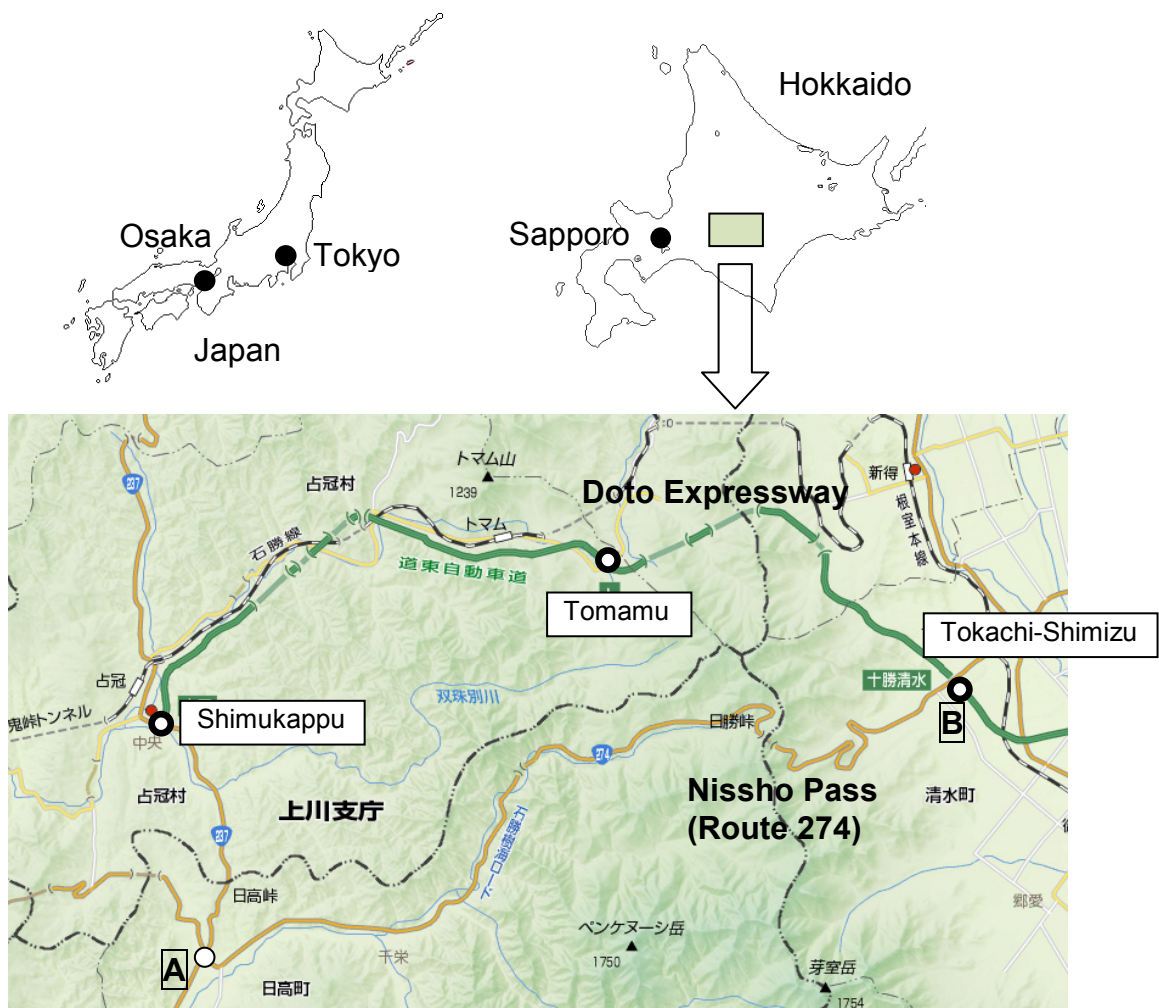 Hokkaido
Osaka
Tokyo
Sapporo
Japan
トマム山
1239
占冠村
新得
237
Doto Expressway
トマム
根室本線
石勝線
道東自動車道
Tomamu
Tokachi-Shimizu
占冠
十勝清水
双珠別川
鬼峠トンネル
Shimukappu
中央
日勝峠
B
274
占冠村
上川支庁
Nissho Pass
(Route 274)
清水町
237
日高峠
郷愛
ペンケヌーシ岳
1750
千栄
A
日高町
芽室岳
1754